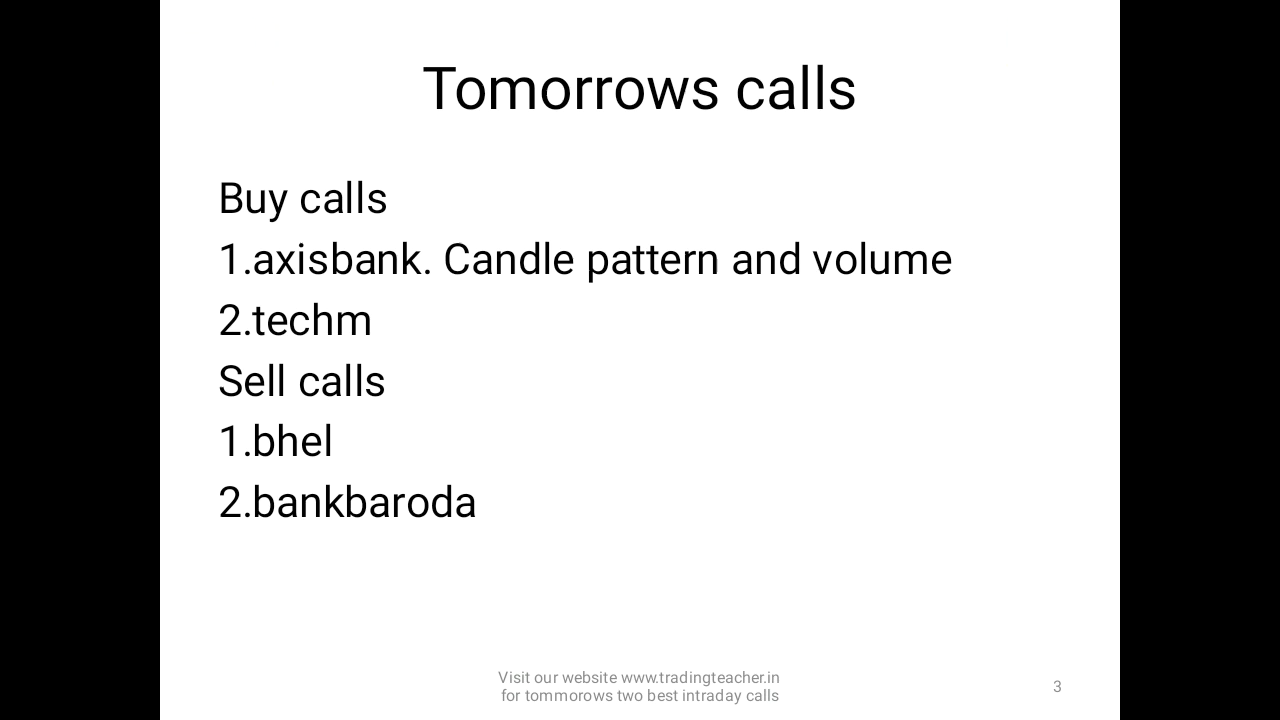 Tomorrows calls
Buy calls
1.axisbank. Candle pattern and volume
2.techm
Sell calls
1.bhel
2.bankbaroda
Visit our website www.tradingteacher.in
for tommorows two best intraday calls
3